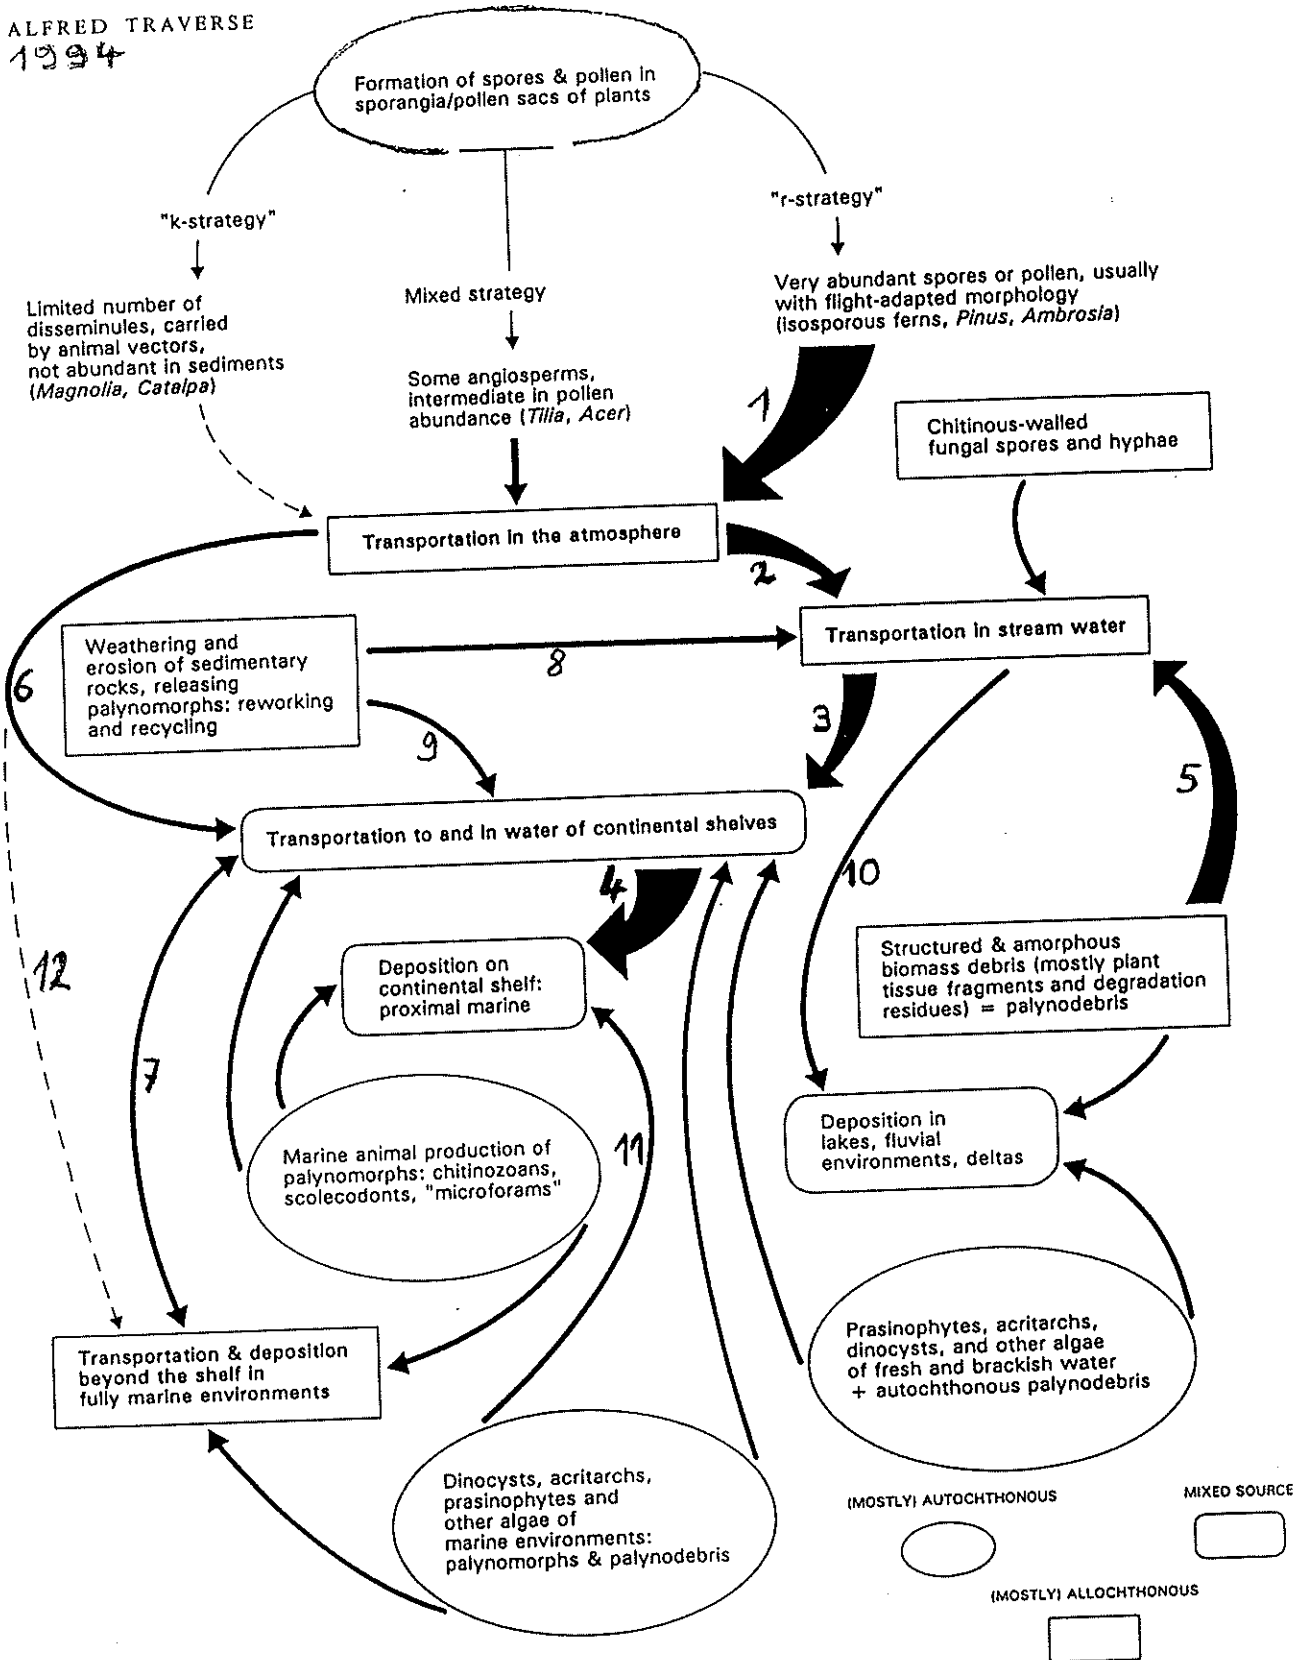 ALFRED TRAVERSE
1994
Formation of spores & pollen in
sporangia/pollen sacs of plants
"k-strategy"
"r-strategy"
Limited number of
disseminules, carried
by animal vectors,
not abundant in sediments
(Magnolia, Catalpa)
Mixed strategy
Some angiosperms,
intermediate in pollen
abundance (Tilia, Acer)
Very abundant spores or pollen, usually
with flight-adapted morphology
(isosporous ferns, Pinus, Ambrosia)
1
Chitinous-walled
fungal spores and hyphae
Transportation in the atmosphere
2
Transportation in stream water
Weathering and
erosion of sedimentary
rocks, releasing
palynomorphs: reworking
and recycling
6
8
9
3
5
Transportation to and in water of continental shelves
4
10
12
7
Deposition on
continental shelf:
proximal marine
Structured & amorphous
biomass debris (mostly plant
tissue fragments and degradation
residues) = palynodebris
Marine animal production of
palynomorphs: chitinozoans,
scolecodonts, "microforams"
11
Deposition in
lakes, fluvial
environments, deltas
Transportation & deposition
beyond the shelf in
fully marine environments
Prasinophytes, acritarchs,
dinocysts, and other algae
of fresh and brackish water
+ autochthonous palynodebris
Dinocysts, acritarchs,
prasinophytes and
other algae of
marine environments:
palynomorphs & palynodebris
(MOSTLY) AUTOCHTHONOUS
MIXED SOURCE
(MOSTLY) ALLOCHTHONOUS